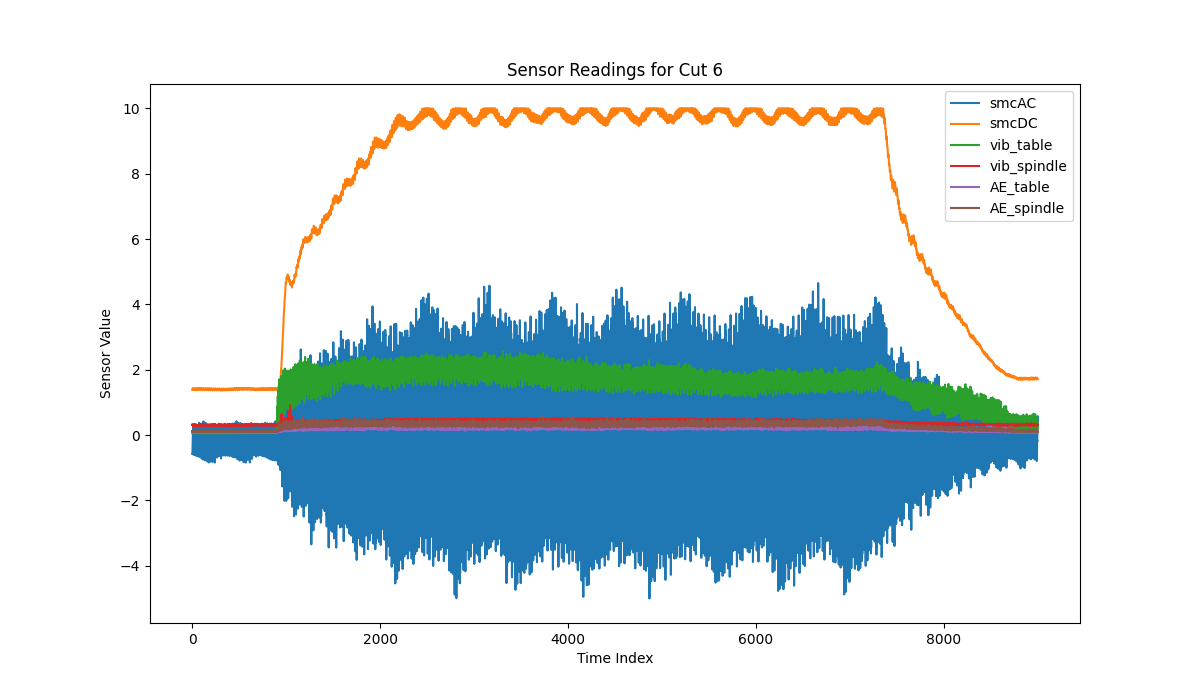 Sensor Readings for Cut 6
10
8
6
4
2
0
−2
−4
Sensor Value
smcAC
smcDC
vib_table
vib_spindle
AE_table
AE_spindle
0
2000
4000
6000
8000
Time Index